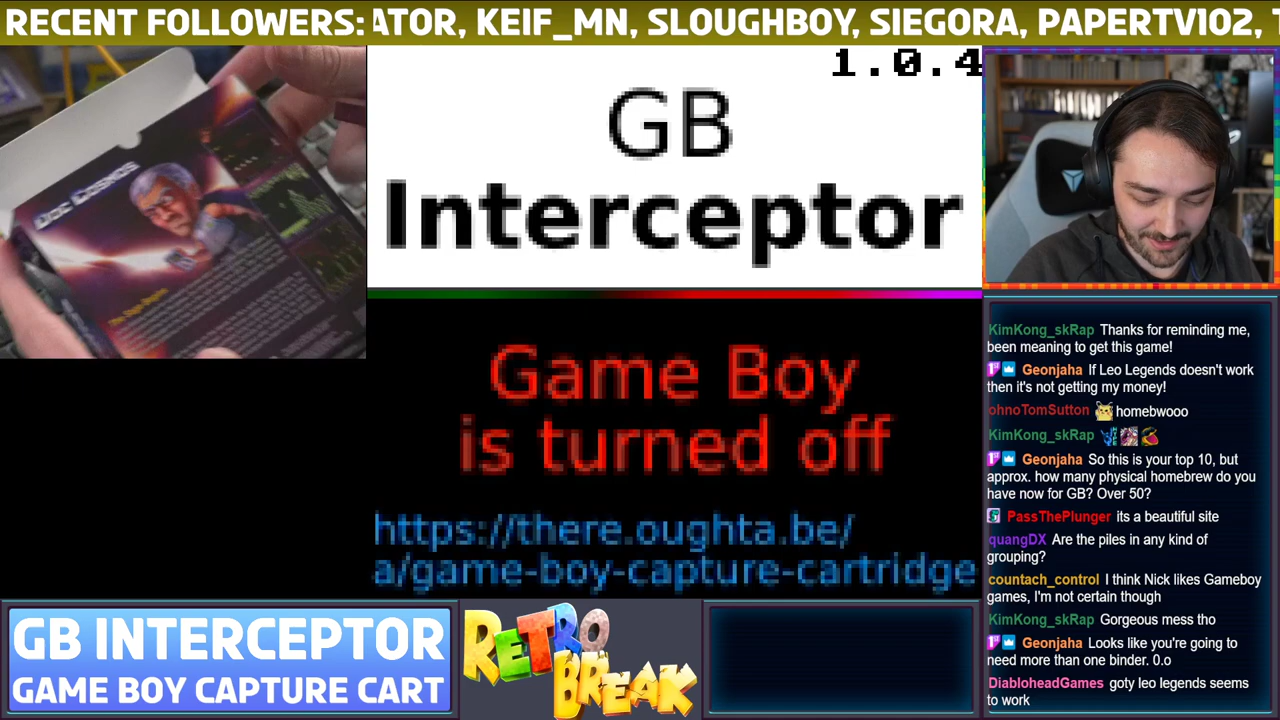 RECENT FOLLOWERS: ATOR, KEIF_MN, SLOUGHBOY, SIEGORA, PAPERTV102,
DOC COSMOS
1.0.4
GB
Interceptor
Game Boy
is turned off
https://there.oughta.be/
a/game-boy-capture-cartridge
KimKong_skRap Thanks for reminding me,
been meaning to get this game!
Geonjaha If Leo Legends doesn't work
then it's not getting my money!
ohnoTomSutton homebwooo
KimKong_skRap
Geonjaha So this is your top 10, but
approx. how many physical homebrew do you
have now for GB? Over 50?
PassThePlunger its a beautiful site
quangDX Are the piles in any kind of
grouping?
countach_control I think Nick likes Gameboy
games, I'm not certain though
KimKong_skRap Gorgeous mess tho
Geonjaha Looks like you're going to
need more than one binder. 0.o
DiabloheadGames goty leo legends seems
to work
GB INTERCEPTOR
GAME BOY CAPTURE CART
RETRO
BREAK